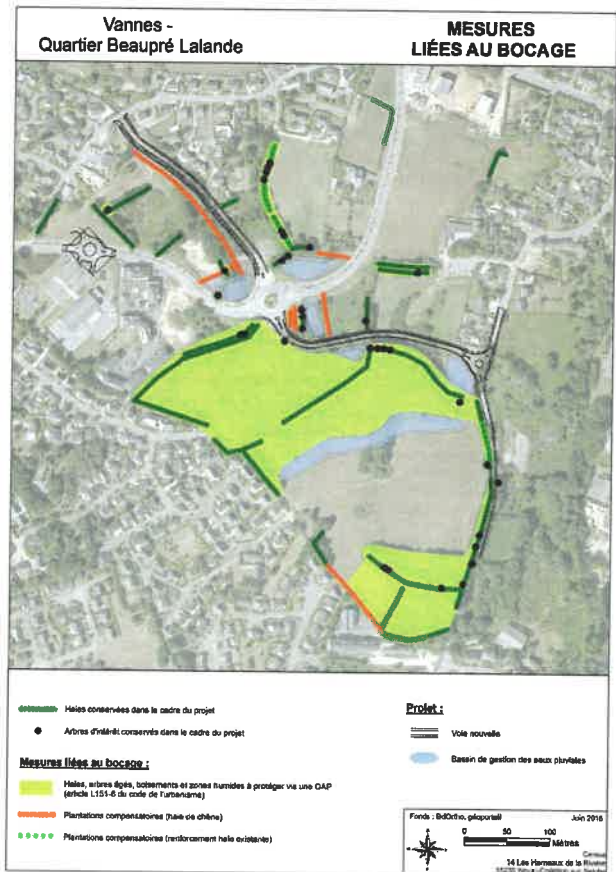 Vannes -
Quartier Beaupré Lalande
MESURES
LIÉES AU BOCAGE
Haies conservées dans le cadre du projet
Arbres d'intérêt conservés dans le cadre du projet
Mesures liées au bocage :
Haies, arbres âgés, boisements et zones humides à protéger via une OAP
(article L151-6 du code de l'urbanisme)
Plantations compensatoires (haie de chêne)
Plantations compensatoires (renforcement haie existante)
Projet :
Voie nouvelle
Bassin de gestion des eaux pluviales
Fonds : BdOrtho, géoportail
Juin 2016
0 50 100
Mètres
14 Les Hameaux de la Rivière